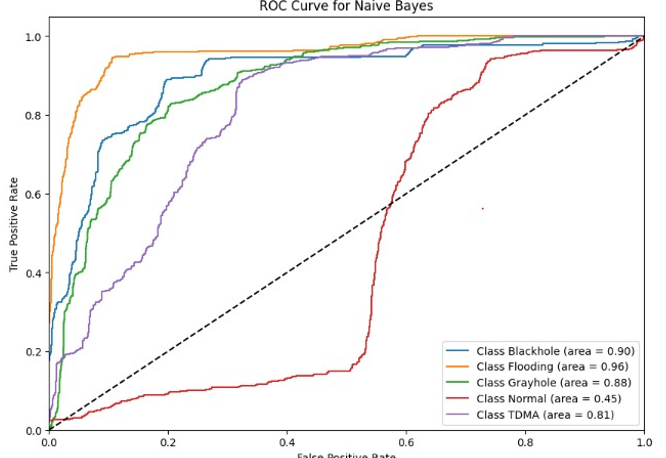 ROC Curve for Naive Bayes
1.0
0.8
0.6
0.4
0.2
0.0
True Positive Rate
0.0 0.2 0.4 0.6 0.8 1.0
False Positive Rate
Class Blackhole (area = 0.90)
Class Flooding (area = 0.96)
Class Grayhole (area = 0.88)
Class Normal (area = 0.45)
Class TDMA (area = 0.81)